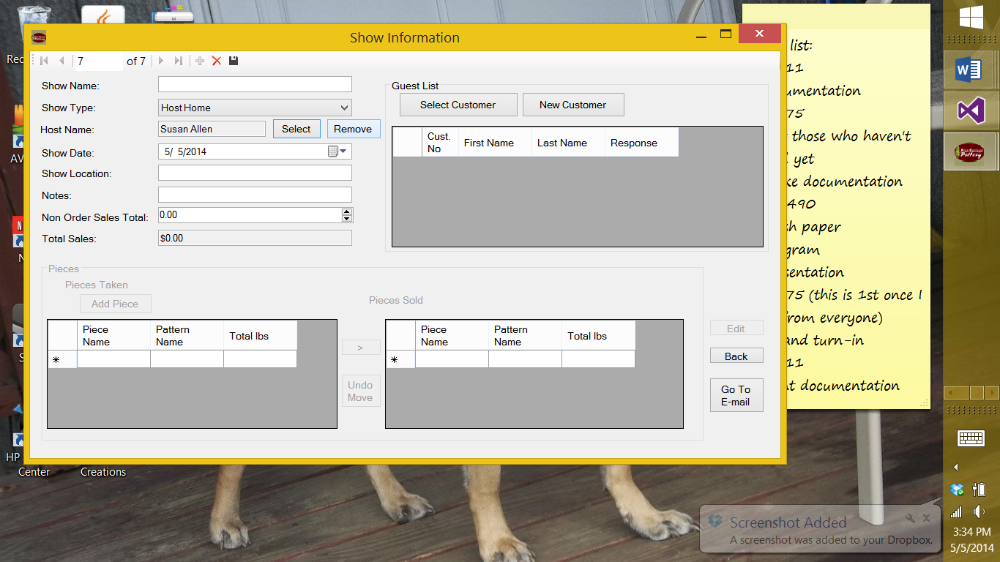 Show Information
7 of 7
Show Name:
Show Type: Host Home
Host Name: Susan Allen Select Remove
Show Date: 5/ 5/2014
Show Location:
Notes:
Non Order Sales Total: 0.00
Total Sales: $0.00
Guest List
Select Customer New Customer
Cust. No First Name Last Name Response
Pieces
Pieces Taken
Add Piece
Piece Name Pattern Name Total lbs
>
Undo Move
Pieces Sold
Piece Name Pattern Name Total lbs
Edit
Back
Go To E-mail
list:
11
umentation
75
those who haven't
yet
ke documentation
490
h paper
gram
sentation
75 (this is 1st once I
from everyone)
and turn-in
11
t documentation
Rec
AV
N
S
HP
Center
Creations
Screenshot Added
A screenshot was added to your Dropbox.
W
Pottery
3:34 PM
5/5/2014